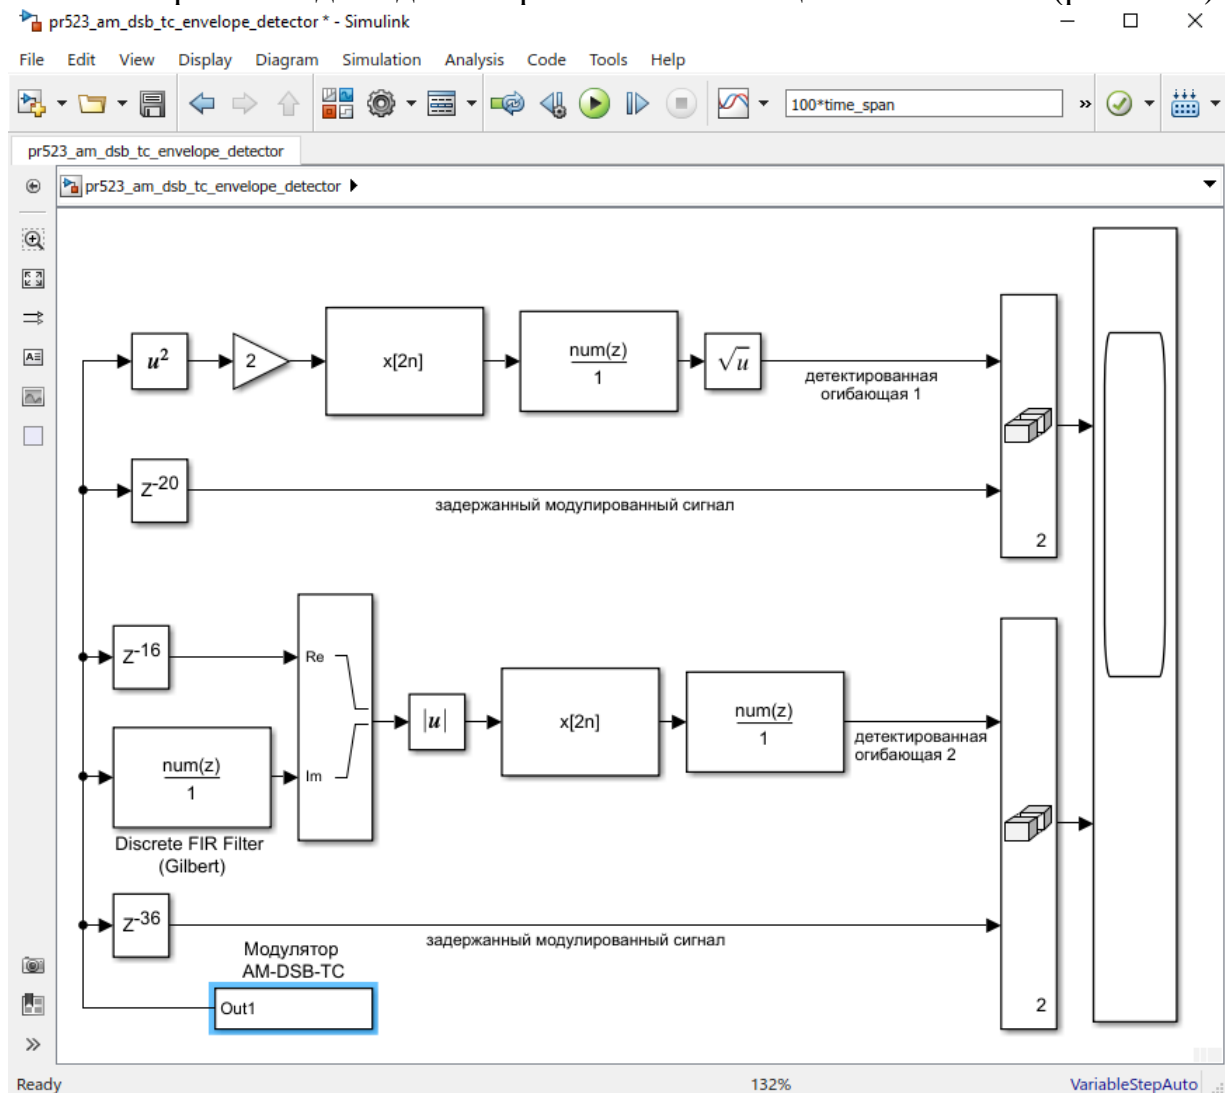 pr523_am_dsb_tc_envelope_detector * - Simulink
File Edit View Display Diagram Simulation Analysis Code Tools Help
100*time_span
pr523_am_dsb_tc_envelope_detector
pr523_am_dsb_tc_envelope_detector
u²
2
x[2n]
num(z)
1
√u
детектированная
огибающая 1
Z⁻²⁰
задержанный модулированный сигнал
2
Z⁻¹⁶
Re
|u|
x[2n]
num(z)
1
детектированная
огибающая 2
num(z)
1
Im
Discrete FIR Filter
(Gilbert)
Z⁻³⁶
задержанный модулированный сигнал
Модулятор
AM-DSB-TC
Out1
2
Ready 132% VariableStepAuto